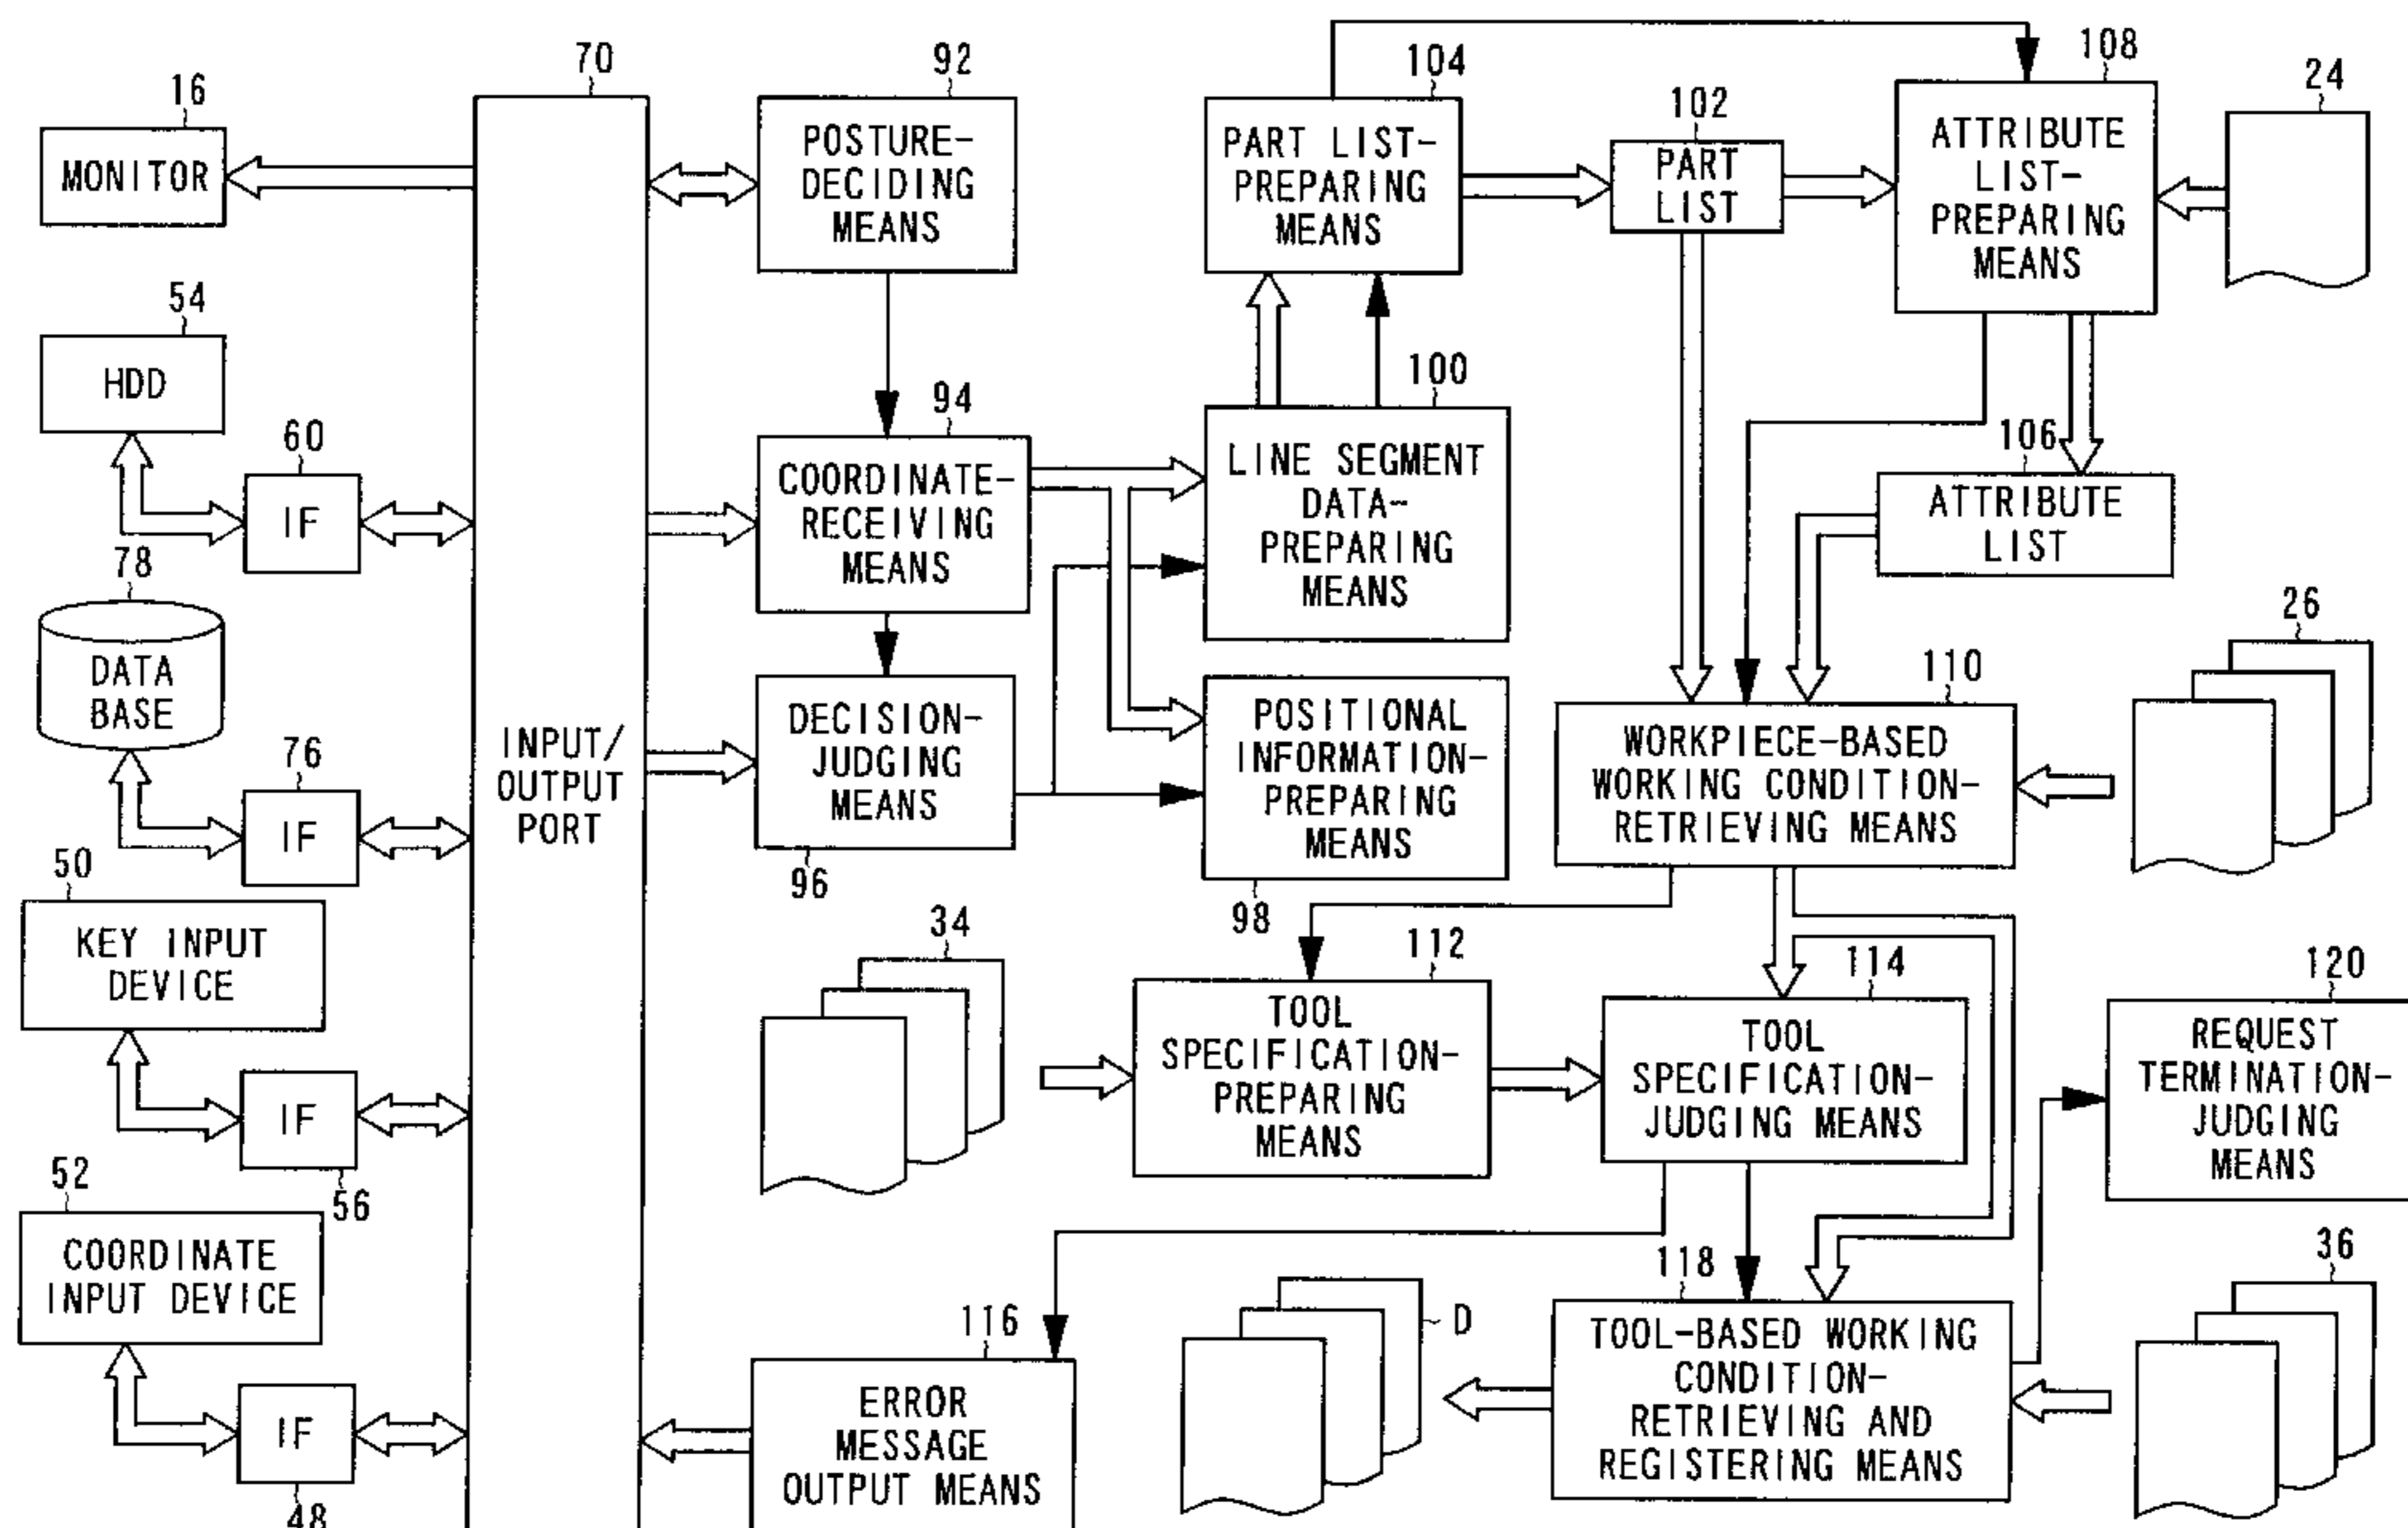 16
MONITOR
54
HDD
60
IF
78
DATA
BASE
76
IF
50
KEY INPUT
DEVICE
IF
56
52
COORDINATE
INPUT DEVICE
IF
48
70
INPUT/
OUTPUT
PORT
92
POSTURE-
DECIDING
MEANS
94
COORDINATE-
RECEIVING
MEANS
DECISION-
JUDGING
MEANS
96
104
PART LIST-
PREPARING
MEANS
100
LINE SEGMENT
DATA-
PREPARING
MEANS
POSITIONAL
INFORMATION-
PREPARING
MEANS
98
102
PART
LIST
108
ATTRIBUTE
LIST-
PREPARING
MEANS
24
106
ATTRIBUTE
LIST
26
110
WORKPIECE-BASED
WORKING CONDITION-
RETRIEVING MEANS
34
112
TOOL
SPECIFICATION-
PREPARING
MEANS
114
TOOL
SPECIFICATION-
JUDGING MEANS
120
REQUEST
TERMINATION-
JUDGING
MEANS
116
ERROR
MESSAGE
OUTPUT MEANS
D
118
TOOL-BASED WORKING
CONDITION-
RETRIEVING AND
REGISTERING MEANS
36